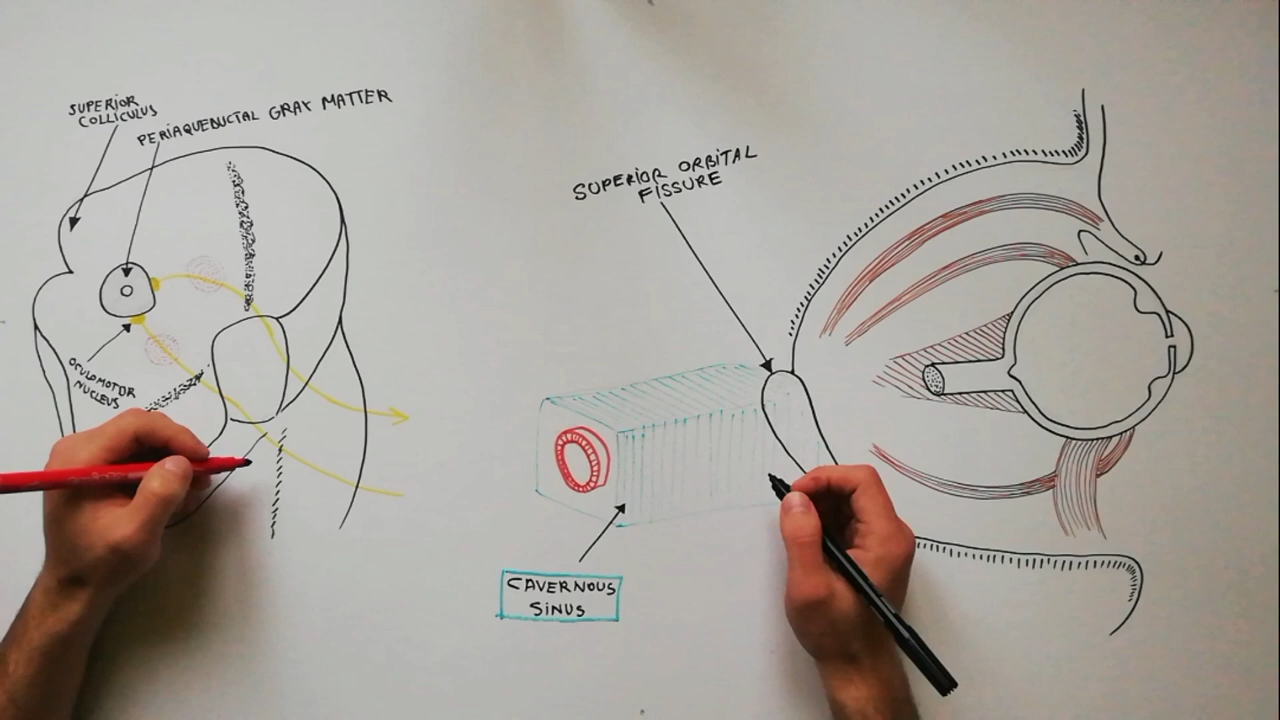 SUPERIOR
COLLICULUS
PERIAQUEDUCTAL GRAY MATTER
OCULOMOTOR
NUCLEUS
SUPERIOR ORBITAL
FISSURE
CAVERNOUS
SINUS